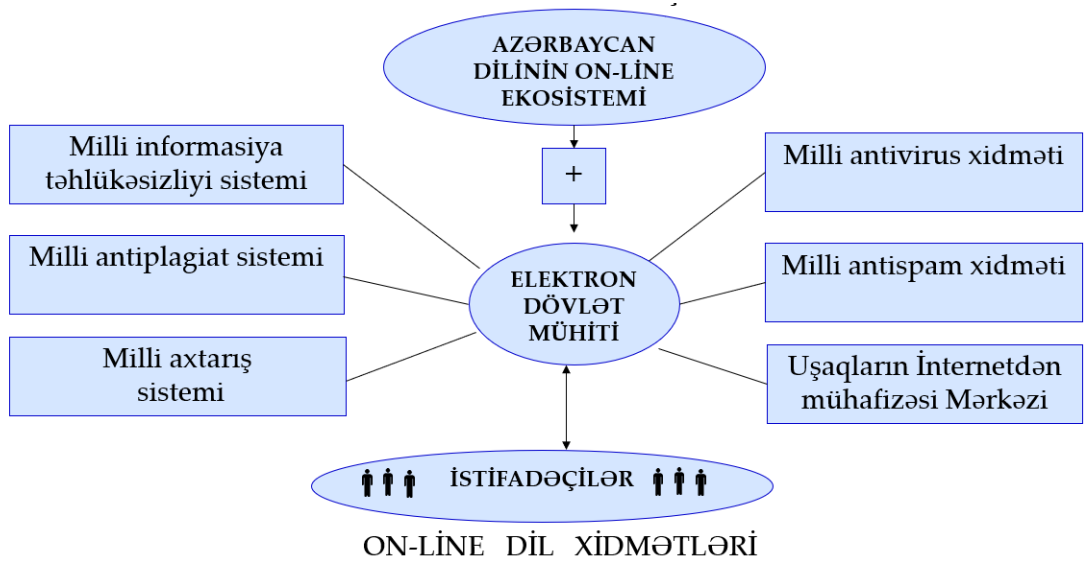 AZƏRBAYCAN
DİLİNİN ON-LİNE
EKOSİSTEMİ
Milli informasiya
təhlükəsizliyi sistemi
+
Milli antivirus xidməti
Milli antiplagiat sistemi
ELEKTRON
DÖVLƏT
MÜHİTİ
Milli antispam xidməti
Milli axtarış
sistemi
Uşaqların İnternetdən
mühafizəsi Mərkəzi
İSTİFADƏÇİLƏR
ON-LİNE DİL XİDMƏTLƏRİ